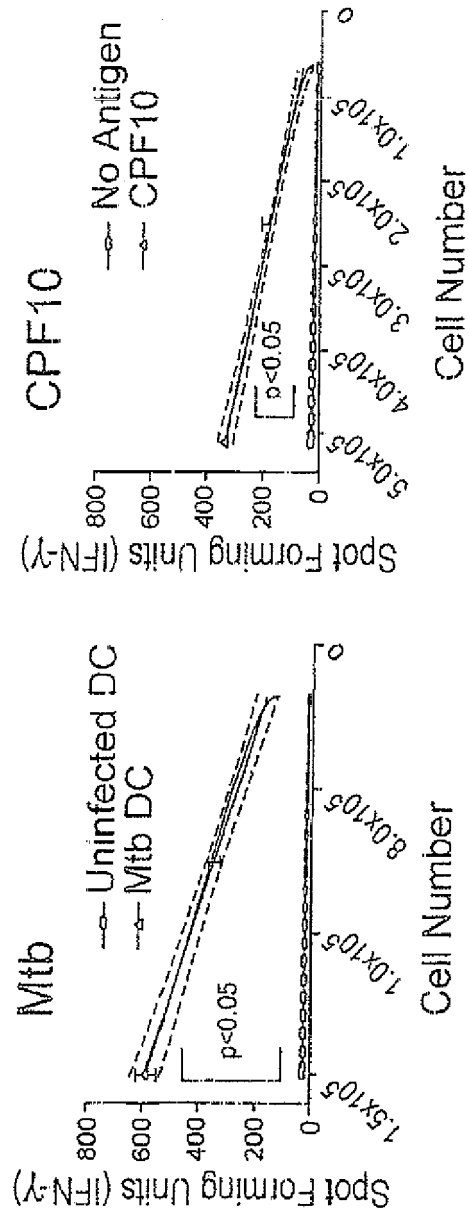 Mtb
Uninfected DC
Mtb DC
Spot Forming Units (IFN-γ)
800
600
400
200
0
p<0.05
1.5x10⁵
1.0x10⁵
8.0x10⁵
0
Cell Number
CPF10
No Antigen
CPF10
Spot Forming Units (IFN-γ)
800
600
400
200
0
p<0.05
5.0x10⁵
4.0x10⁵
3.0x10⁵
2.0x10⁵
1.0x10⁵
0
Cell Number